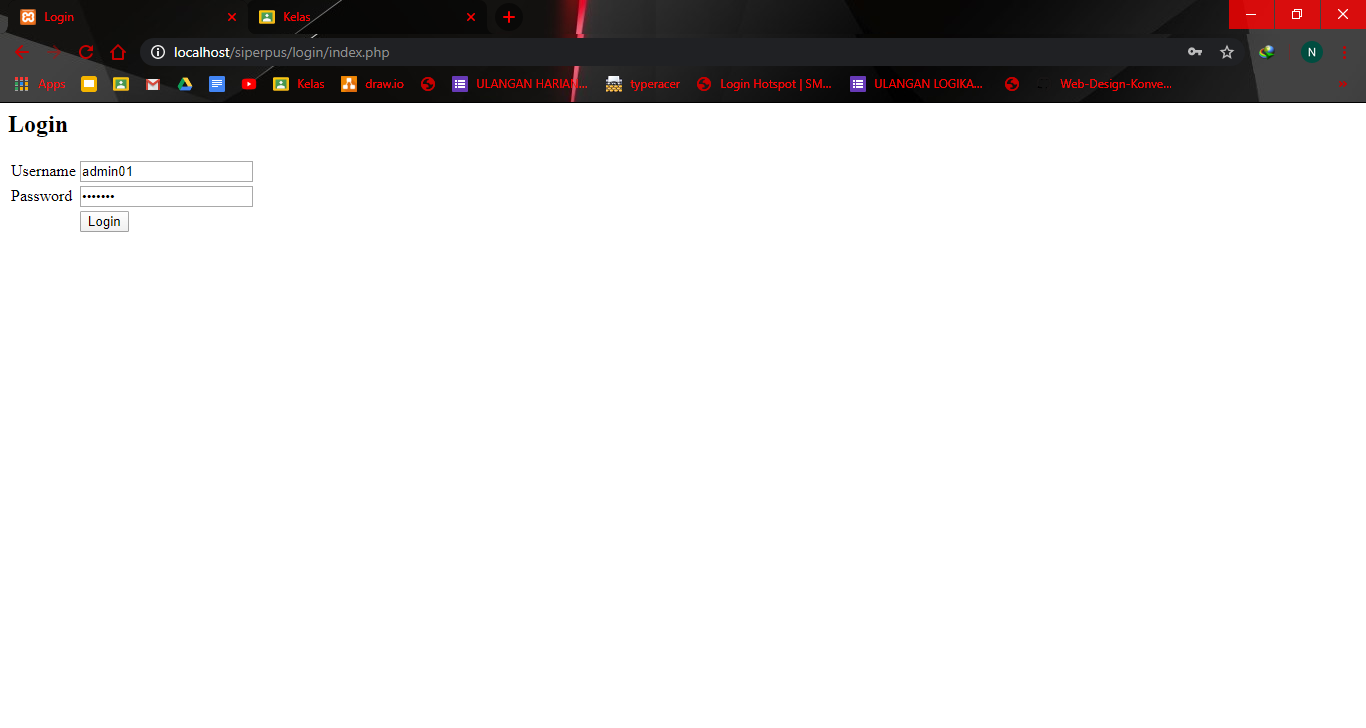 Login Kelas
localhost/siperpus/login/index.php N
Apps Kelas draw.io ULANGAN HARIAN... typeracer Login Hotspot | SM... ULANGAN LOGIKA... Web-Design-Konve...
Login
Username admin01
Password •••••••
Login